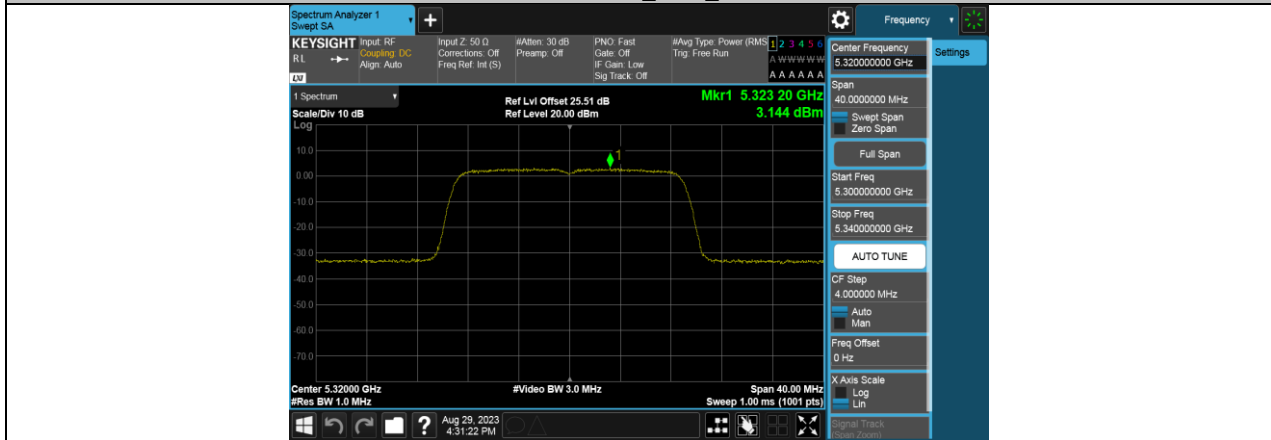 Spectrum Analyzer 1
Swept SA
+
Frequency
KEYSIGHT
RL
LXI
Input: RF
Coupling: DC
Align: Auto
Input Z: 50 Ω
Corrections: Off
Freq Ref: Int (S)
#Atten: 30 dB
Preamp: Off
PNO: Fast
Gate: Off
IF Gain: Low
Sig Track: Off
#Avg Type: Power (RMS
Trig: Free Run
1 2 3 4 5 6
A W W W W W
A A A A A A
1 Spectrum
Scale/Div 10 dB
Log
Ref Lvl Offset 25.51 dB
Ref Level 20.00 dBm
Mkr1 5.323 20 GHz
3.144 dBm
1
10.0
0.00
-10.0
-20.0
-30.0
-40.0
-50.0
-60.0
-70.0
Center 5.32000 GHz
#Res BW 1.0 MHz
#Video BW 3.0 MHz
Span 40.00 MHz
Sweep 1.00 ms (1001 pts)
?
Aug 29, 2023
4:31:22 PM
Center Frequency
5.320000000 GHz
Settings
Span
40.0000000 MHz
Swept Span
Zero Span
Full Span
Start Freq
5.300000000 GHz
Stop Freq
5.340000000 GHz
AUTO TUNE
CF Step
4.000000 MHz
Auto
Man
Freq Offset
0 Hz
X Axis Scale
Log
Lin
Signal Track
(Span Zoom)